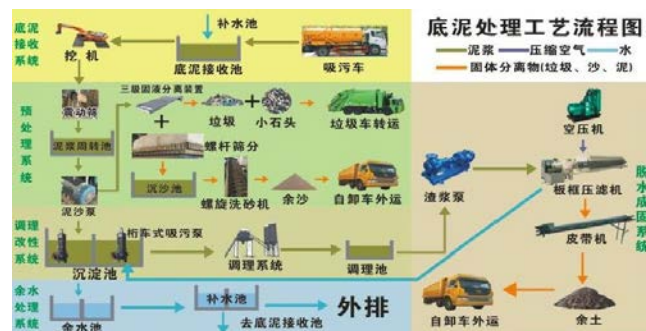 底泥处理工艺流程图
泥浆
压缩空气
水
固体分离物(垃圾、沙、泥)
底泥接收系统
挖机
补水池
底泥接收池
吸污车
预处理系统
震动筛
泥浆周转池
泥沙泵
三级固液分离装置
垃圾
小石头
垃圾车转运
螺杆筛分
沉沙池
螺旋洗砂机
余沙
自卸车外运
调理改性系统
沉淀池
桁车式吸污泵
调理系统
调理池
渣浆泵
空压机
板框压滤机
皮带机
余土
自卸车外运
脱水成固系统
余水处理系统
余水池
补水池
去底泥接收池
外排